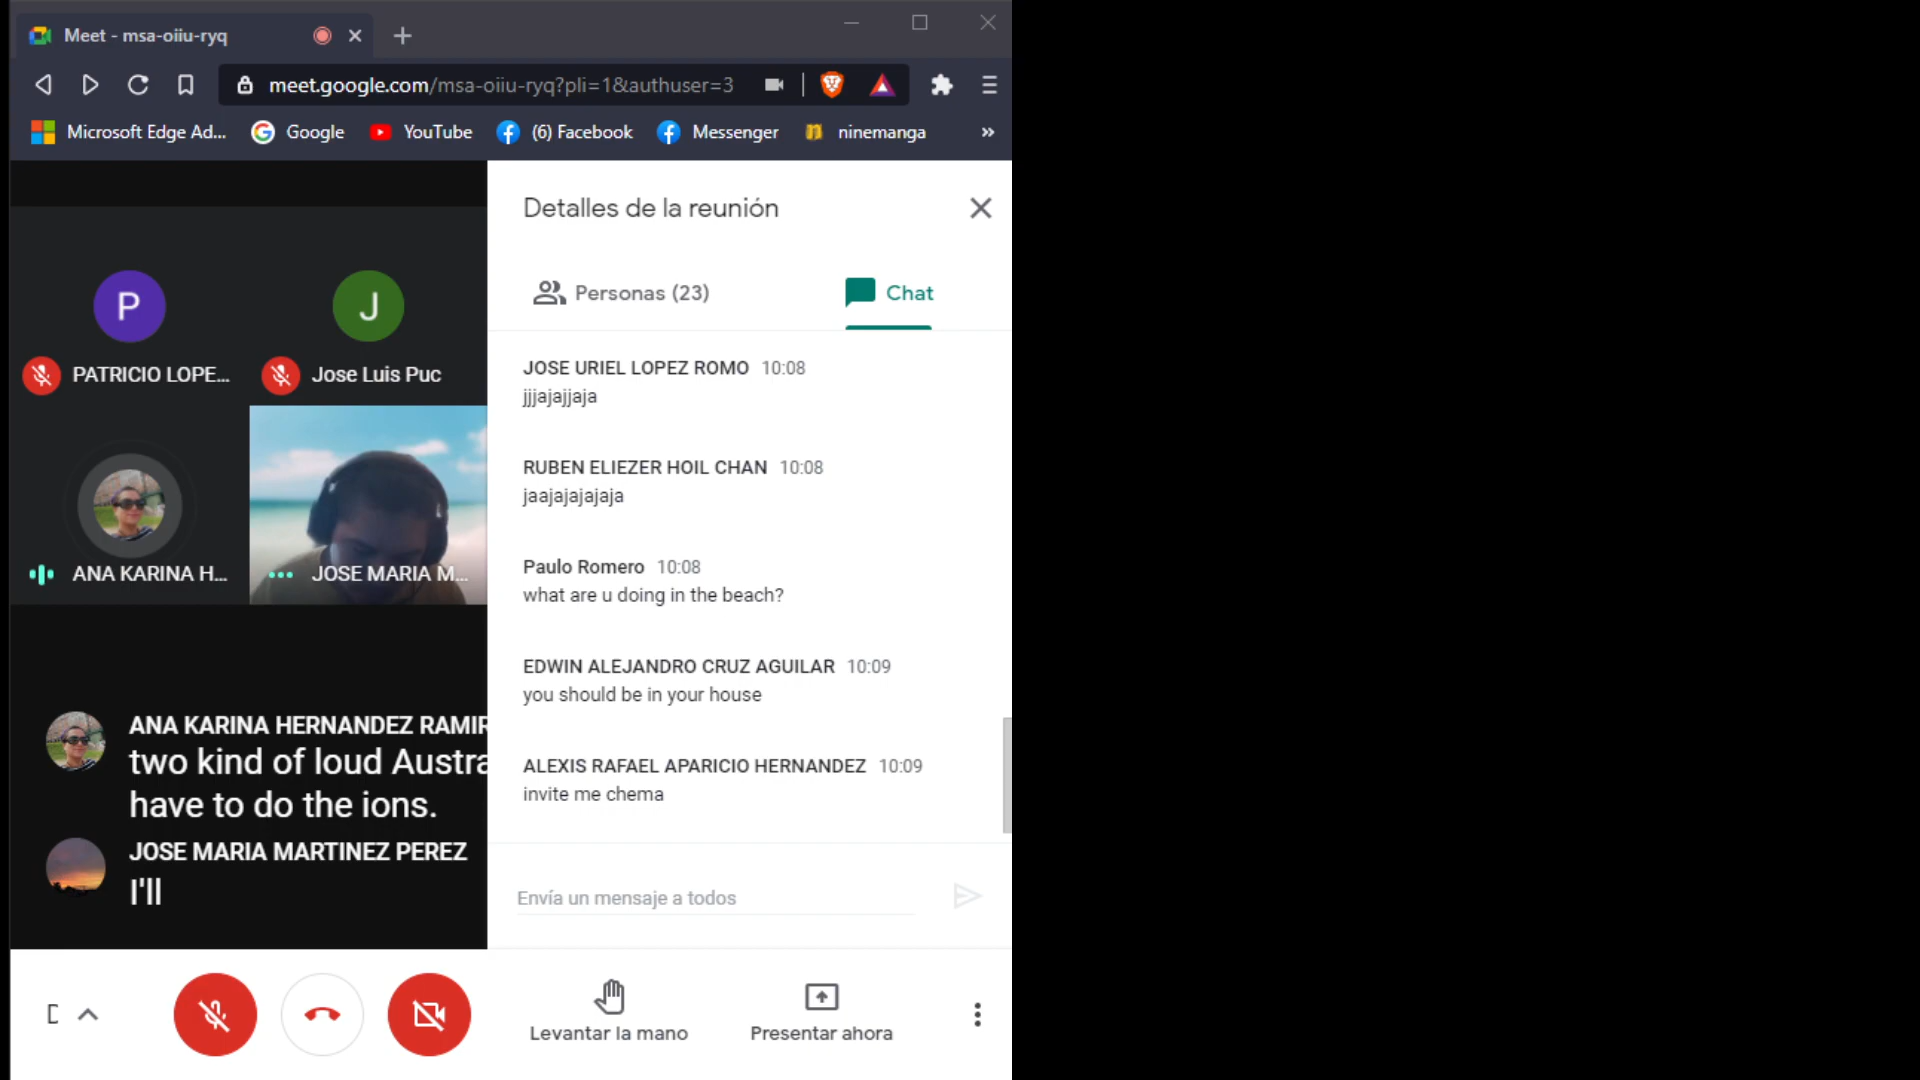 Meet - msa-oiiu-ryq
meet.google.com/msa-oiiu-ryq?pli=1&authuser=3
Microsoft Edge Ad... Google YouTube (6) Facebook Messenger ninemanga »
Detalles de la reunión
Personas (23) Chat
P J
PATRICIO LOPE... Jose Luis Puc
ANA KARINA H... JOSE MARIA M...
ANA KARINA HERNANDEZ RAMIR
two kind of loud Austra
have to do the ions.
JOSE MARIA MARTINEZ PEREZ
I'll
JOSE URIEL LOPEZ ROMO 10:08
jjjajajjaja
RUBEN ELIEZER HOIL CHAN 10:08
jaajajajajaja
Paulo Romero 10:08
what are u doing in the beach?
EDWIN ALEJANDRO CRUZ AGUILAR 10:09
you should be in your house
ALEXIS RAFAEL APARICIO HERNANDEZ 10:09
invite me chema
Envía un mensaje a todos
Levantar la mano Presentar ahora